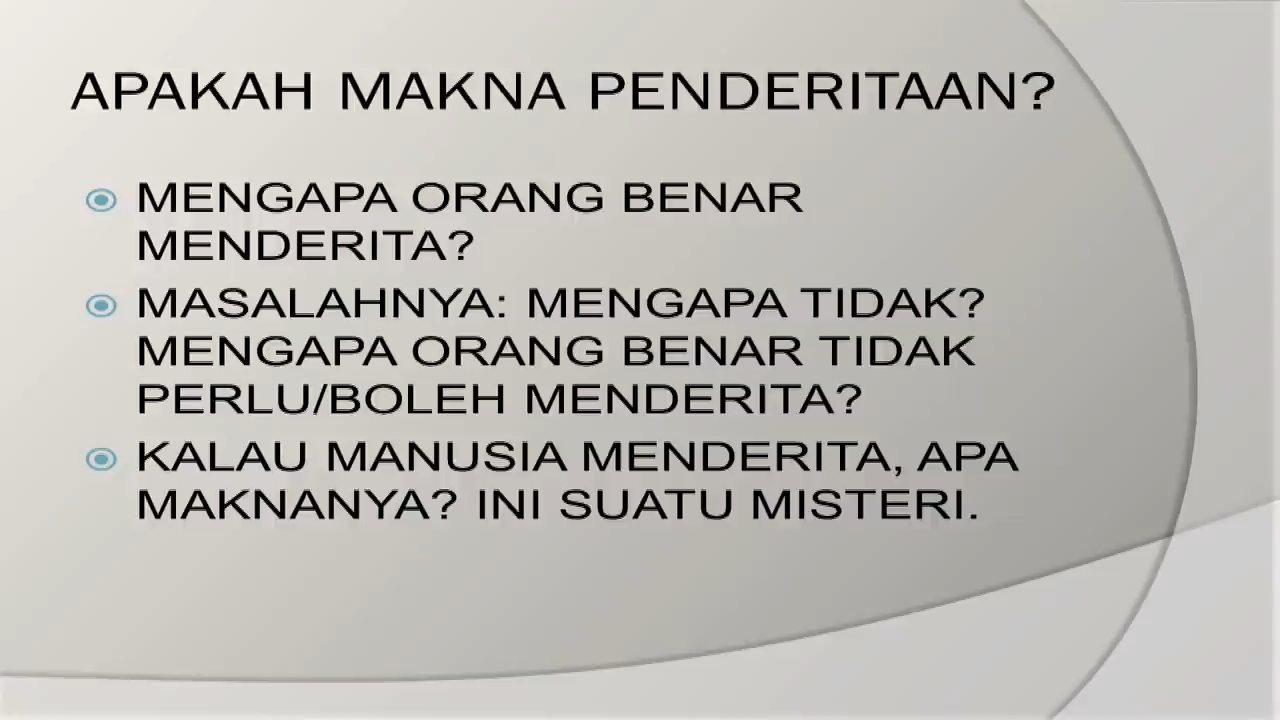 APAKAH MAKNA PENDERITAAN?
MENGAPA ORANG BENAR
MENDERITA?
MASALAHNYA: MENGAPA TIDAK?
MENGAPA ORANG BENAR TIDAK
PERLU/BOLEH MENDERITA?
KALAU MANUSIA MENDERITA, APA
MAKNANYA? INI SUATU MISTERI.